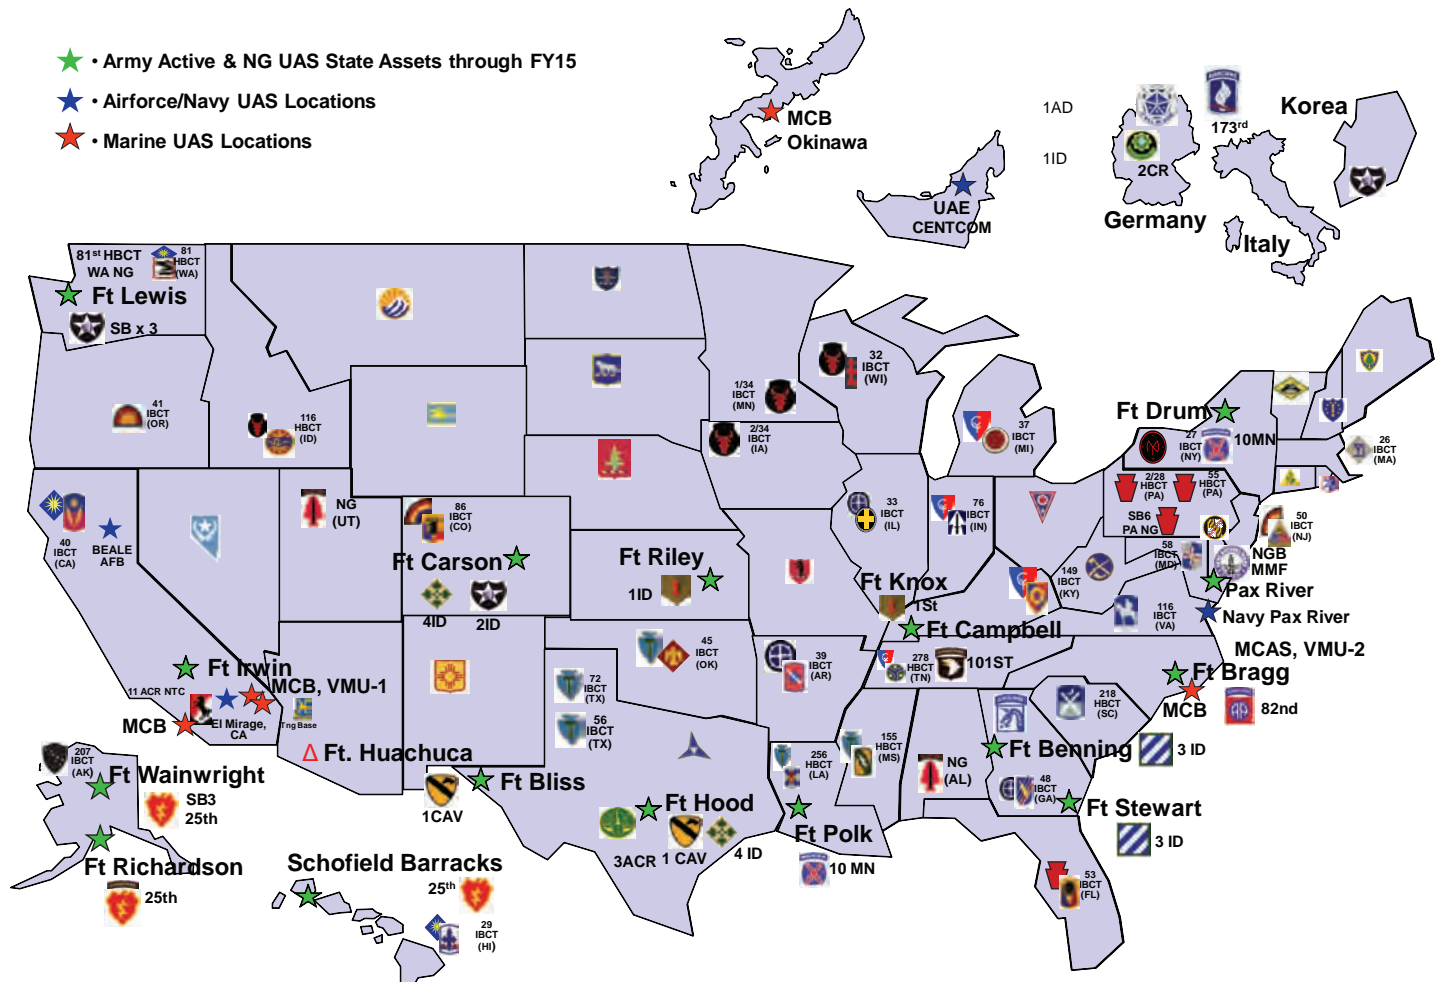 • Army Active & NG UAS State Assets through FY15
• Airforce/Navy UAS Locations
• Marine UAS Locations
MCB
Okinawa
UAE
CENTCOM
1AD
1ID
2CR
Germany
173rd
Italy
Korea
81st HBCT
WA NG
81
HBCT
(WA)
Ft Lewis
SB x 3
41
IBCT
(OR)
116
HBCT
(ID)
1/34
IBCT
(MN)
2/34
IBCT
(IA)
32
IBCT
(WI)
37
IBCT
(MI)
Ft Drum
27
IBCT
(NY)
10MN
26
IBCT
(MA)
2/28
HBCT
(PA)
55
HBCT
(PA)
SB6
PA NG
50
IBCT
(NJ)
40
IBCT
(CA)
BEALE
AFB
NG
(UT)
86
IBCT
(CO)
Ft Carson
4ID
2ID
Ft Riley
1ID
33
IBCT
(IL)
76
IBCT
(IN)
Ft Knox
1St
Ft Campbell
149
IBCT
(KY)
58
IBCT
(MD)
NGB
MMF
Pax River
116
IBCT
(VA)
Navy Pax River
MCAS, VMU-2
Ft Bragg
MCB
82nd
Ft Irwin
11 ACR NTC
MCB, VMU-1
El Mirage,
CA
Tng Base
MCB
Δ Ft. Huachuca
45
IBCT
(OK)
39
IBCT
(AR)
278
HBCT
(TN)
101ST
218
HBCT
(SC)
72
IBCT
(TX)
56
IBCT
(TX)
256
HBCT
(LA)
155
HBCT
(MS)
NG
(AL)
Ft Benning
3 ID
48
IBCT
(GA)
Ft Stewart
3 ID
Ft Bliss
1CAV
Ft Hood
3ACR
1 CAV
4 ID
Ft Polk
10 MN
53
IBCT
(FL)
207
IBCT
(AK)
Ft Wainwright
SB3
25th
Ft Richardson
25th
Schofield Barracks
25th
29
IBCT
(HI)